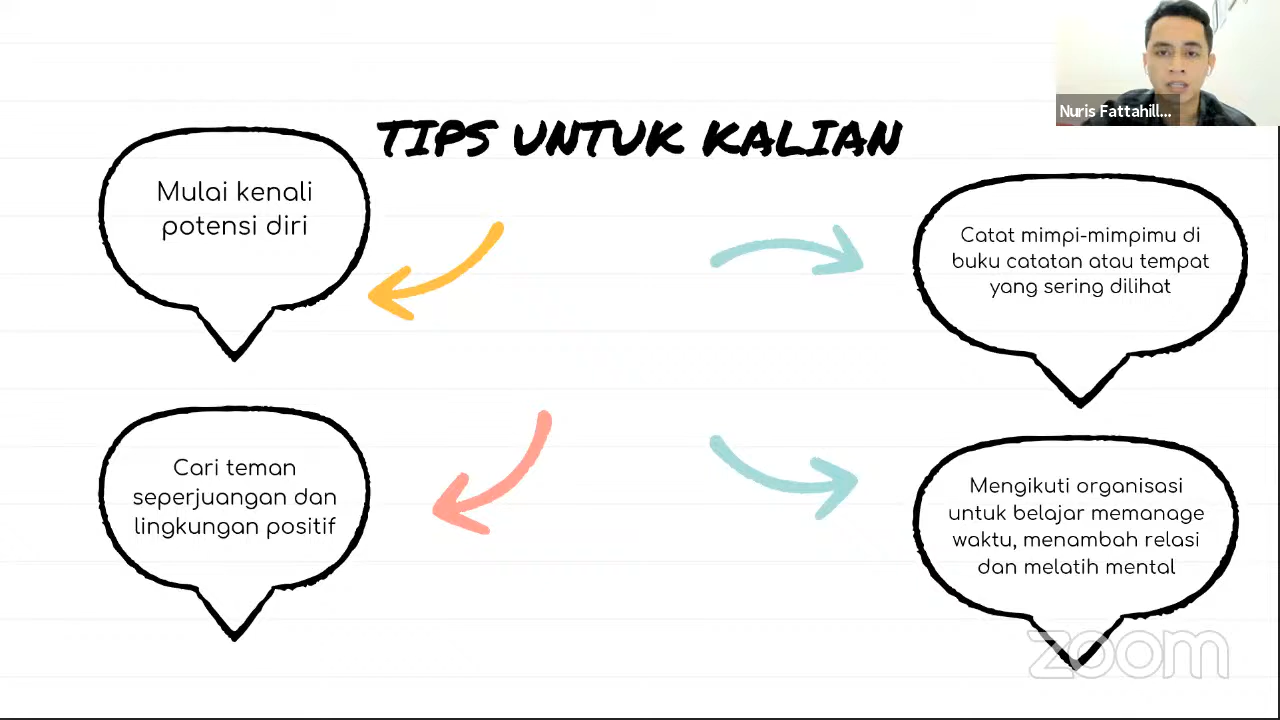 Nuris Fattahill...
TIPS UNTUK KALIAN
Mulai kenali
potensi diri
Catat mimpi-mimpimu di
buku catatan atau tempat
yang sering dilihat
Cari teman
seperjuangan dan
lingkungan positif
Mengikuti organisasi
untuk belajar memanage
waktu, menambah relasi
dan melatih mental
zoom